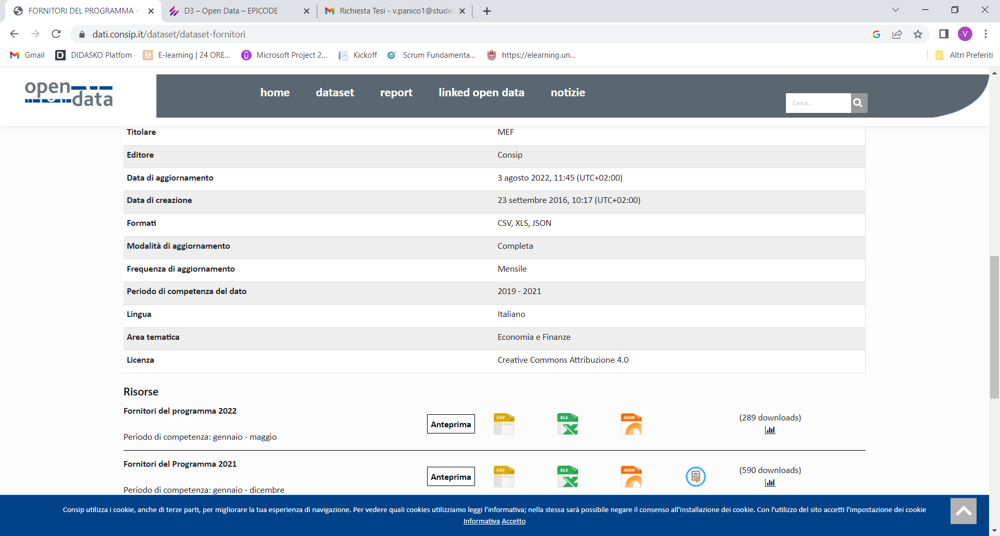 FORNITORI DEL PROGRAMMA -
D3 – Open Data – EPICODE
Richiesta Tesi - v.panico1@stude
dati.consip.it/dataset/dataset-fornitori
V
Gmail
DIDASKO Platfom
E-learning | 24 ORE...
Microsoft Project 2...
Kickoff
Scrum Fundamenta...
https://elearning.un...
Altri Preferiti
open
data
home
dataset
report
linked open data
notizie
Cerca...
Titolare MEF
Editore Consip
Data di aggiornamento 3 agosto 2022, 11:45 (UTC+02:00)
Data di creazione 23 settembre 2016, 10:17 (UTC+02:00)
Formati CSV, XLS, JSON
Modalità di aggiornamento Completa
Frequenza di aggiornamento Mensile
Periodo di competenza del dato 2019 - 2021
Lingua Italiano
Area tematica Economia e Finanze
Licenza Creative Commons Attribuzione 4.0
Risorse
Fornitori del programma 2022
Periodo di competenza: gennaio - maggio
Anteprima
CSV
XLS
JSON
(289 downloads)
Fornitori del Programma 2021
Periodo di competenza: gennaio - dicembre
Anteprima
CSV
XLS
JSON
(590 downloads)
Consip utilizza i cookie, anche di terze parti, per migliorare la tua esperienza di navigazione. Per vedere quali cookies utilizziamo leggi l'informativa; nella stessa sarà possibile negare il consenso all'installazione dei cookie. Con l'utilizzo del sito accetti l'impostazione dei cookie
Informativa Accetto